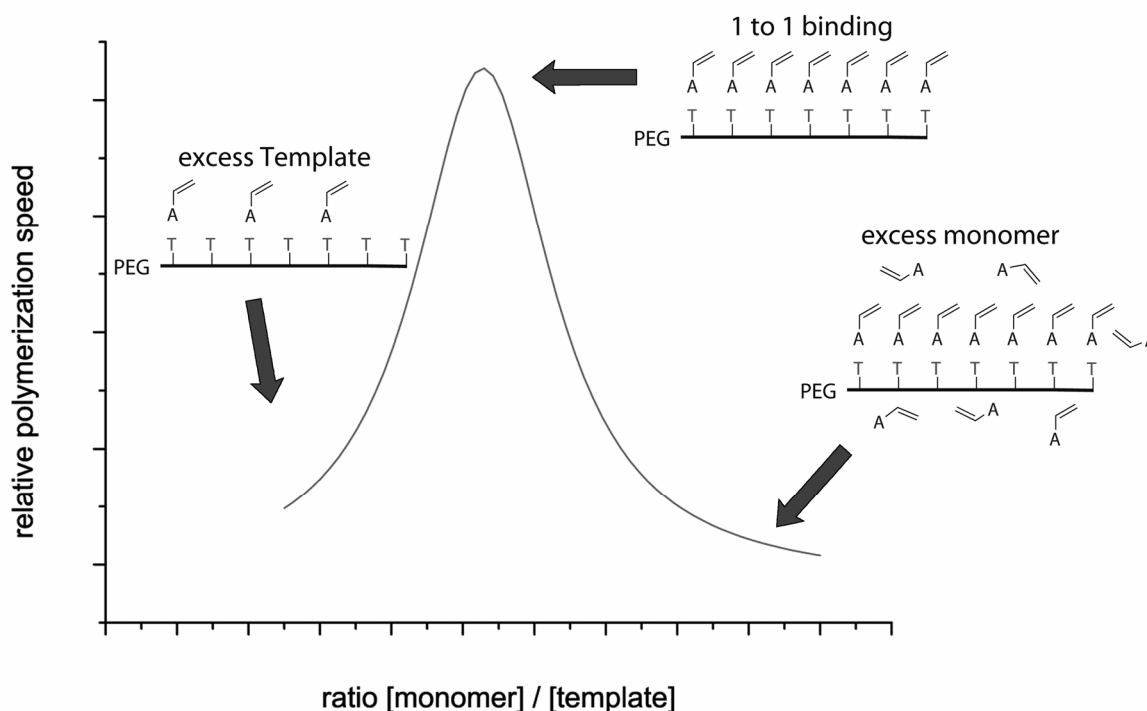 1 to 1 binding
A A A A A A A
T T T T T T T
PEG
excess Template
A A A
T T T T T T T
PEG
excess monomer
A A
A A A A A A A
A
T T T T T T T
PEG
A A A
relative polymerization speed
ratio [monomer] / [template]